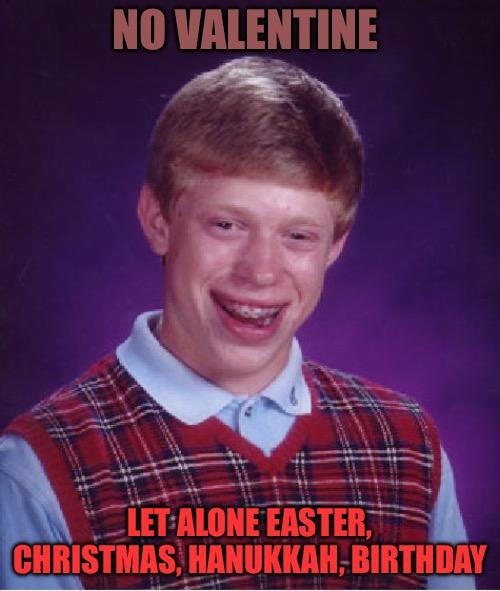 NO VALENTINE
LET ALONE EASTER,
CHRISTMAS, HANUKKAH, BIRTHDAY